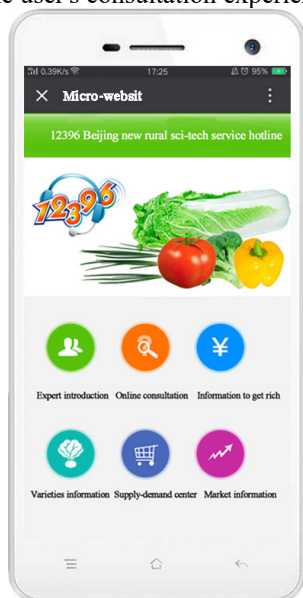 e user's consultation experien
0.39K/s 17:25 95%
Micro-websit
12396 Beijing new rural sci-tech service hotline
12396
¥
Expert introduction Online consultation Information to get rich
Varieties information Supply-demand center Market information